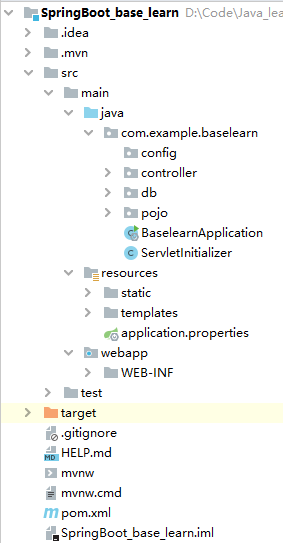 SpringBoot_base_learn D:\Code\Java_lea
.idea
.mvn
src
main
java
com.example.baselearn
config
controller
db
pojo
BaselearnApplication
ServletInitializer
resources
static
templates
application.properties
webapp
WEB-INF
test
target
.gitignore
MD HELP.md
mvnw
mvnw.cmd
m pom.xml
SpringBoot_base_learn.iml